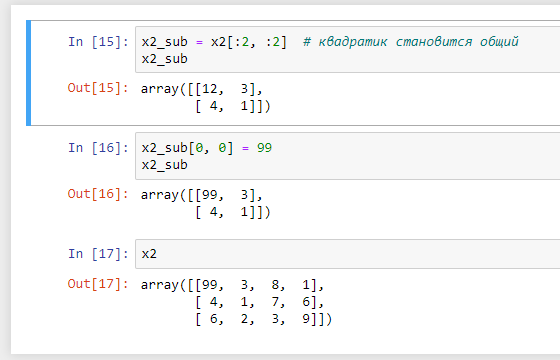 In [15]: x2_sub = x2[:2, :2]  # квадратик становится общий
x2_sub
Out[15]: array([[12,  3],
       [ 4,  1]])
In [16]: x2_sub[0, 0] = 99
x2_sub
Out[16]: array([[99,  3],
       [ 4,  1]])
In [17]: x2
Out[17]: array([[99,  3,  8,  1],
       [ 4,  1,  7,  6],
       [ 6,  2,  3,  9]])